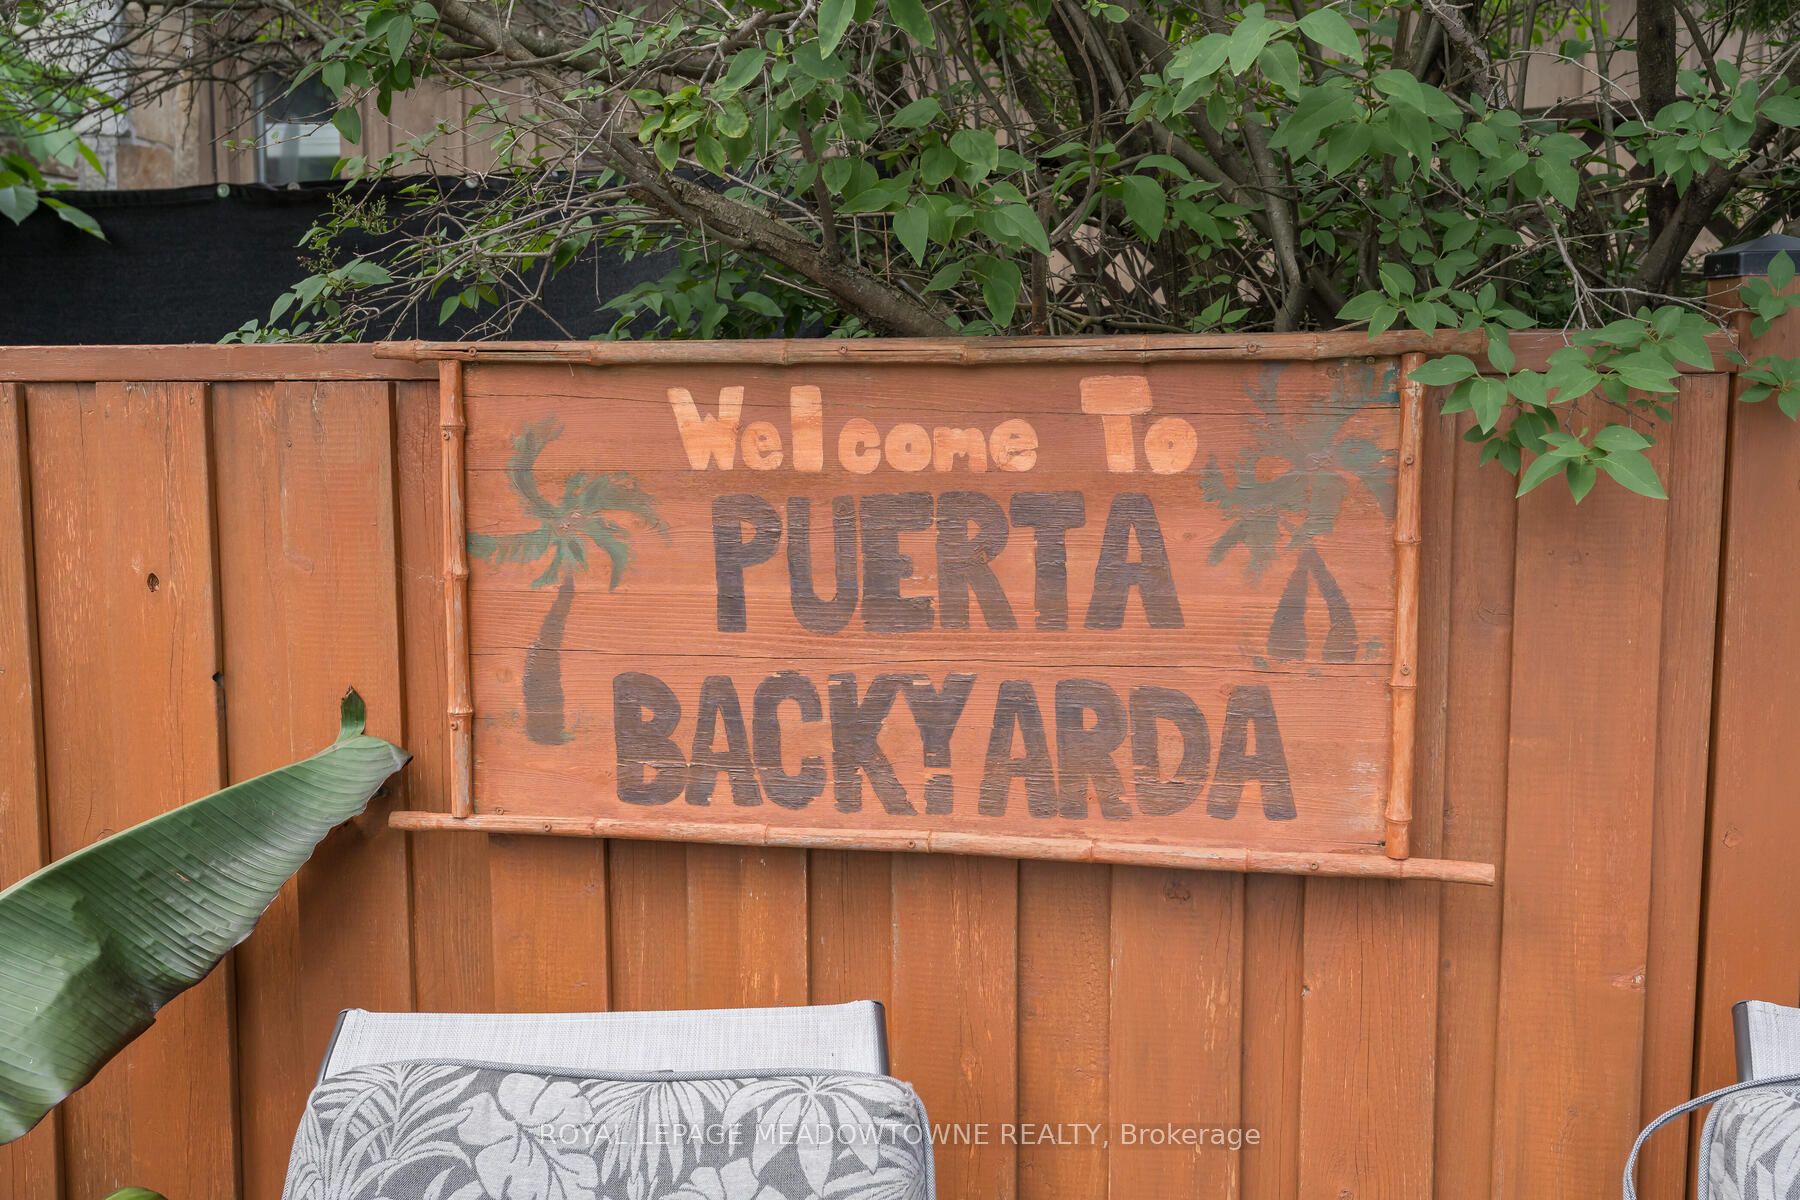 Welcome To
PUERTA
BACKYARDA
ROYAL LEPAGE MEADOWTOWNE REALTY, Brokerage